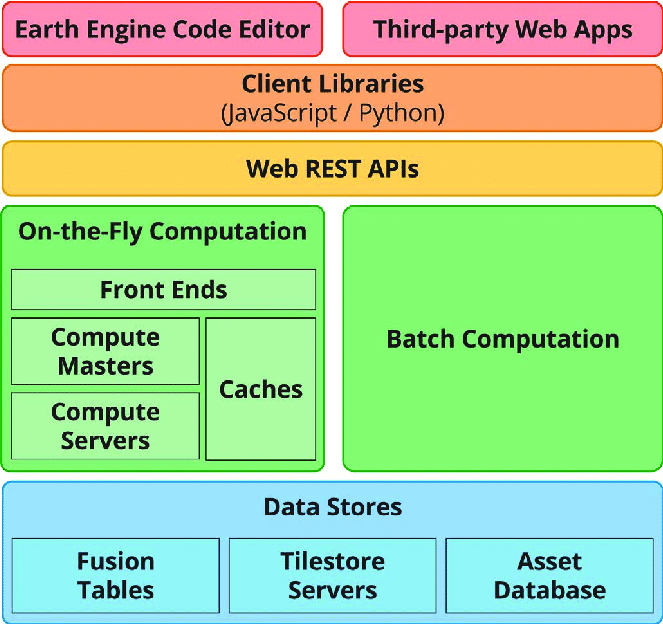 Earth Engine Code Editor
Third-party Web Apps
Client Libraries
(JavaScript / Python)
Web REST APIs
On-the-Fly Computation
Front Ends
Compute
Masters
Caches
Compute
Servers
Batch Computation
Data Stores
Fusion
Tables
Tilestore
Servers
Asset
Database